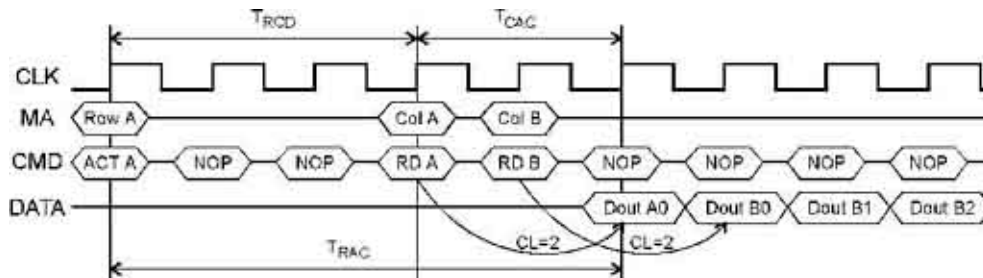 TRCD TCAC
CLK
MA Row A Col A Col B
CMD ACT A NOP NOP RD A RD B NOP NOP NOP NOP
DATA Dout A0 Dout B0 Dout B1 Dout B2
CL=2 CL=2
TRAC